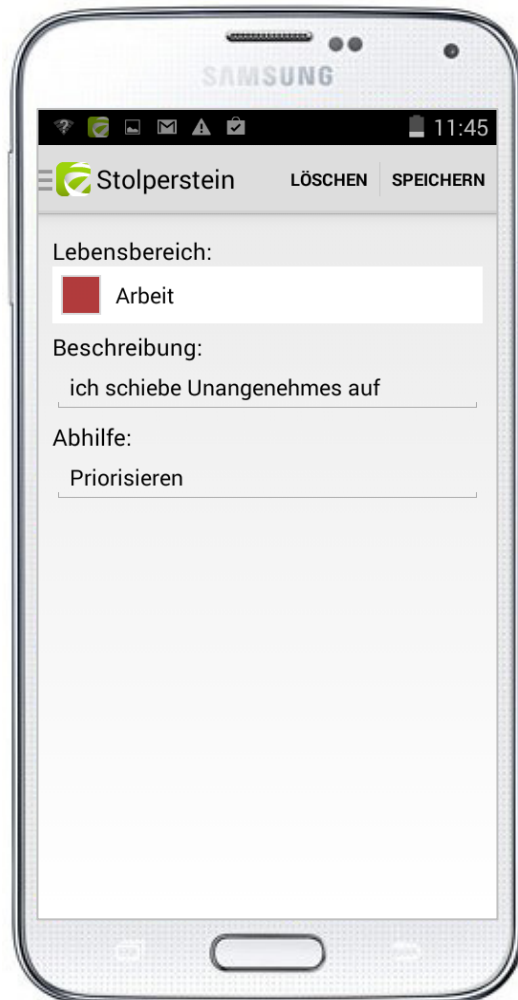 SAMSUNG
11:45
Stolperstein LÖSCHEN SPEICHERN
Lebensbereich:
Arbeit
Beschreibung:
ich schiebe Unangenehmes auf
Abhilfe:
Priorisieren